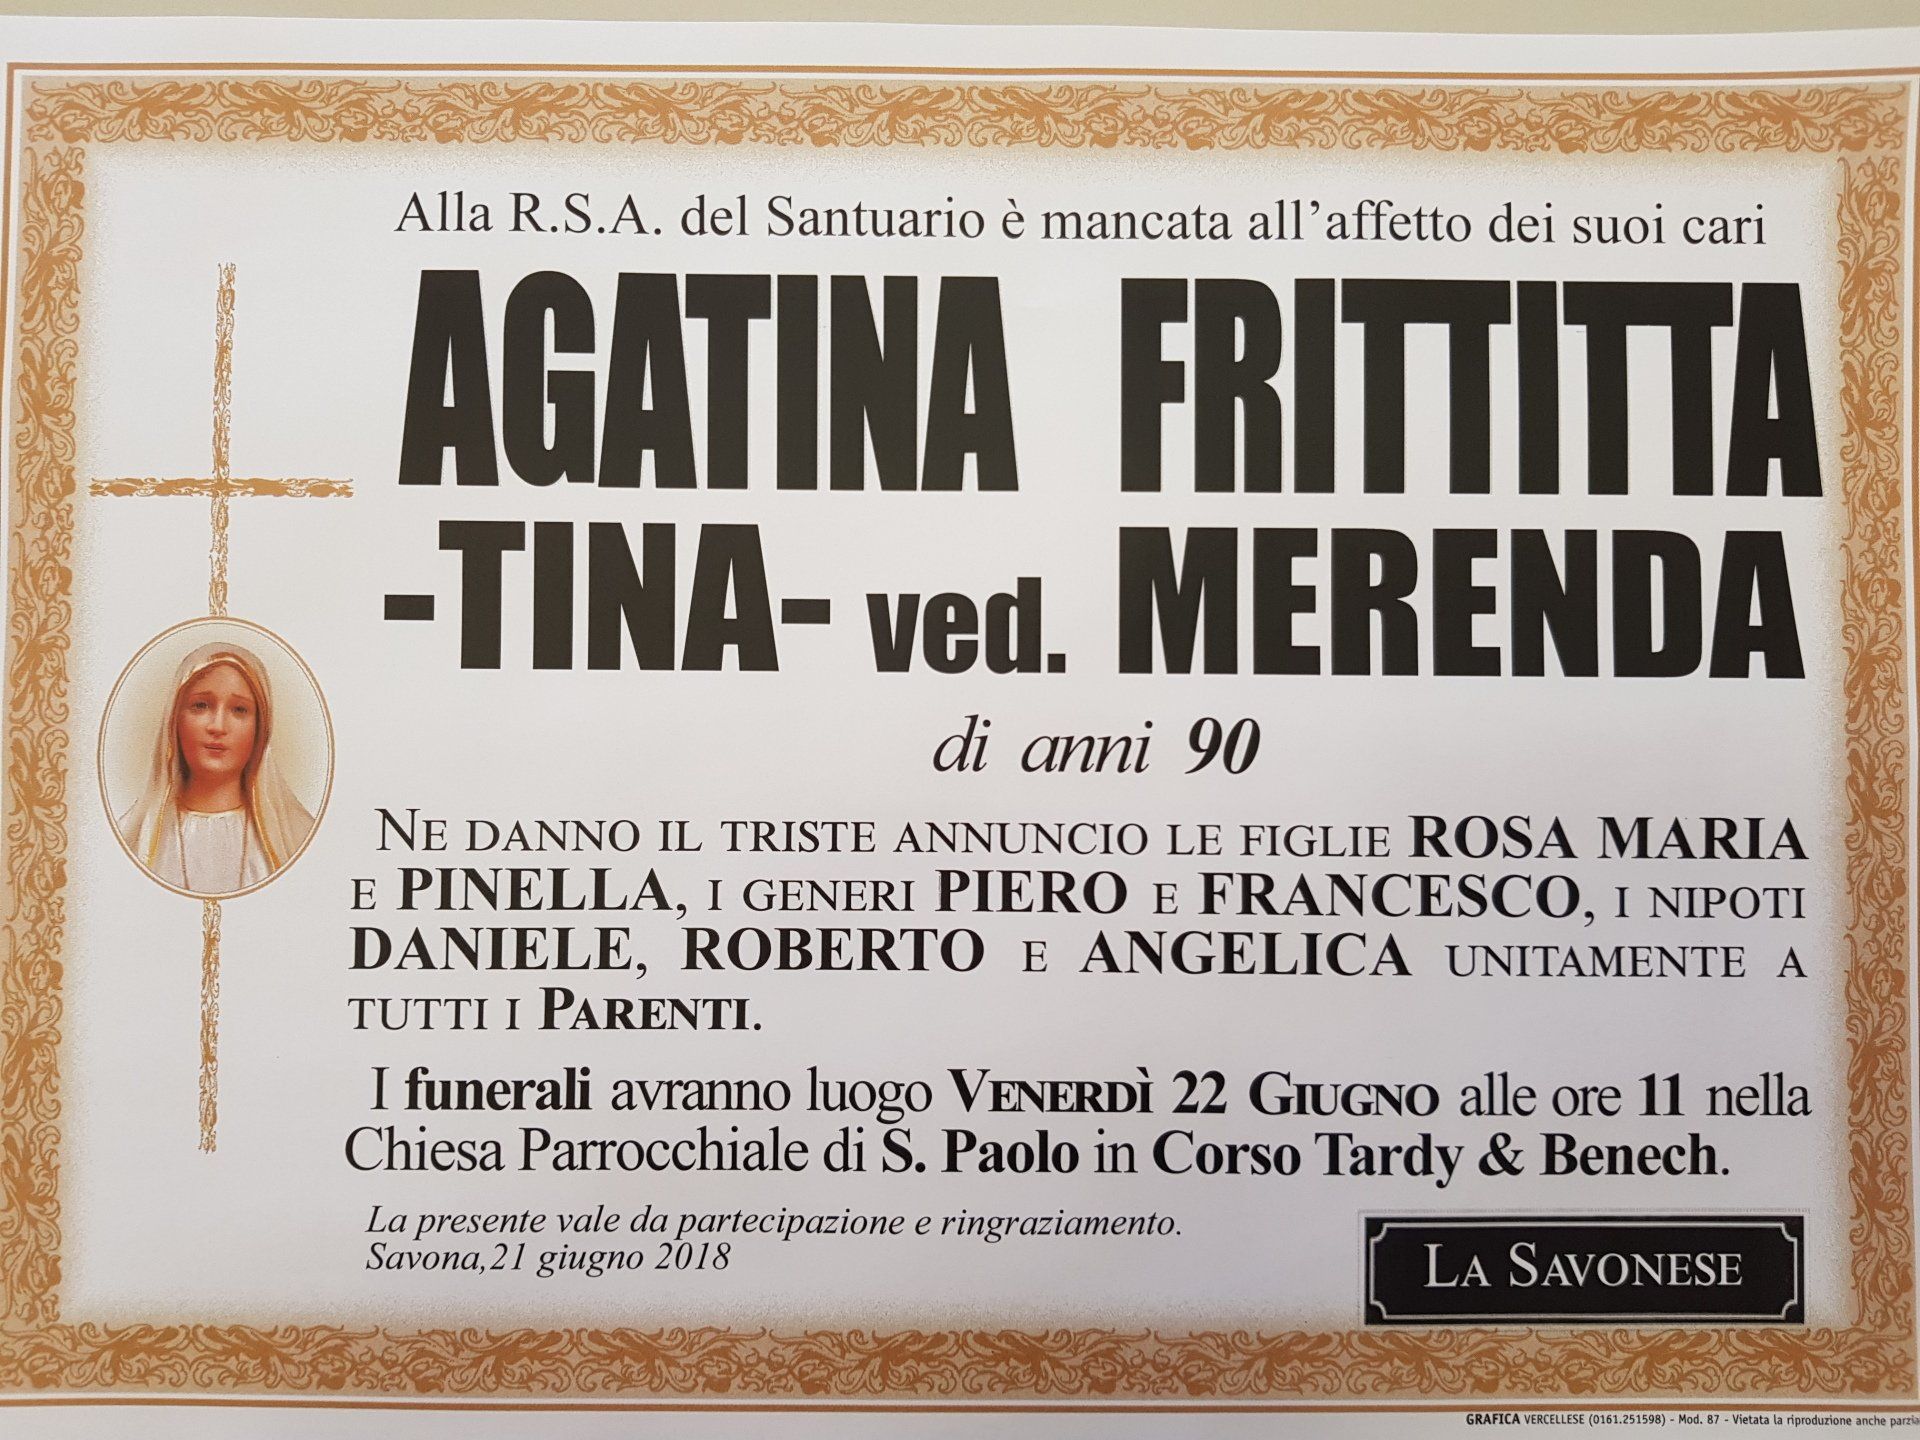 Alla R.S.A. del Santuario è mancata all'affetto dei suoi cari
AGATINA FRITTITTA
-TINA- ved. MERENDA
di anni 90
NE DANNO IL TRISTE ANNUNCIO LE FIGLIE ROSA MARIA
E PINELLA, I GENERI PIERO E FRANCESCO, I NIPOTI
DANIELE, ROBERTO E ANGELICA UNITAMENTE A
TUTTI I PARENTI.
I funerali avranno luogo VENERDÌ 22 GIUGNO alle ore 11 nella
Chiesa Parrocchiale di S. Paolo in Corso Tardy & Benech.
La presente vale da partecipazione e ringraziamento.
Savona,21 giugno 2018
LA SAVONESE
GRAFICA VERCELLESE (0161.251598) - Mod. 87 - Vietata la riproduzione anche